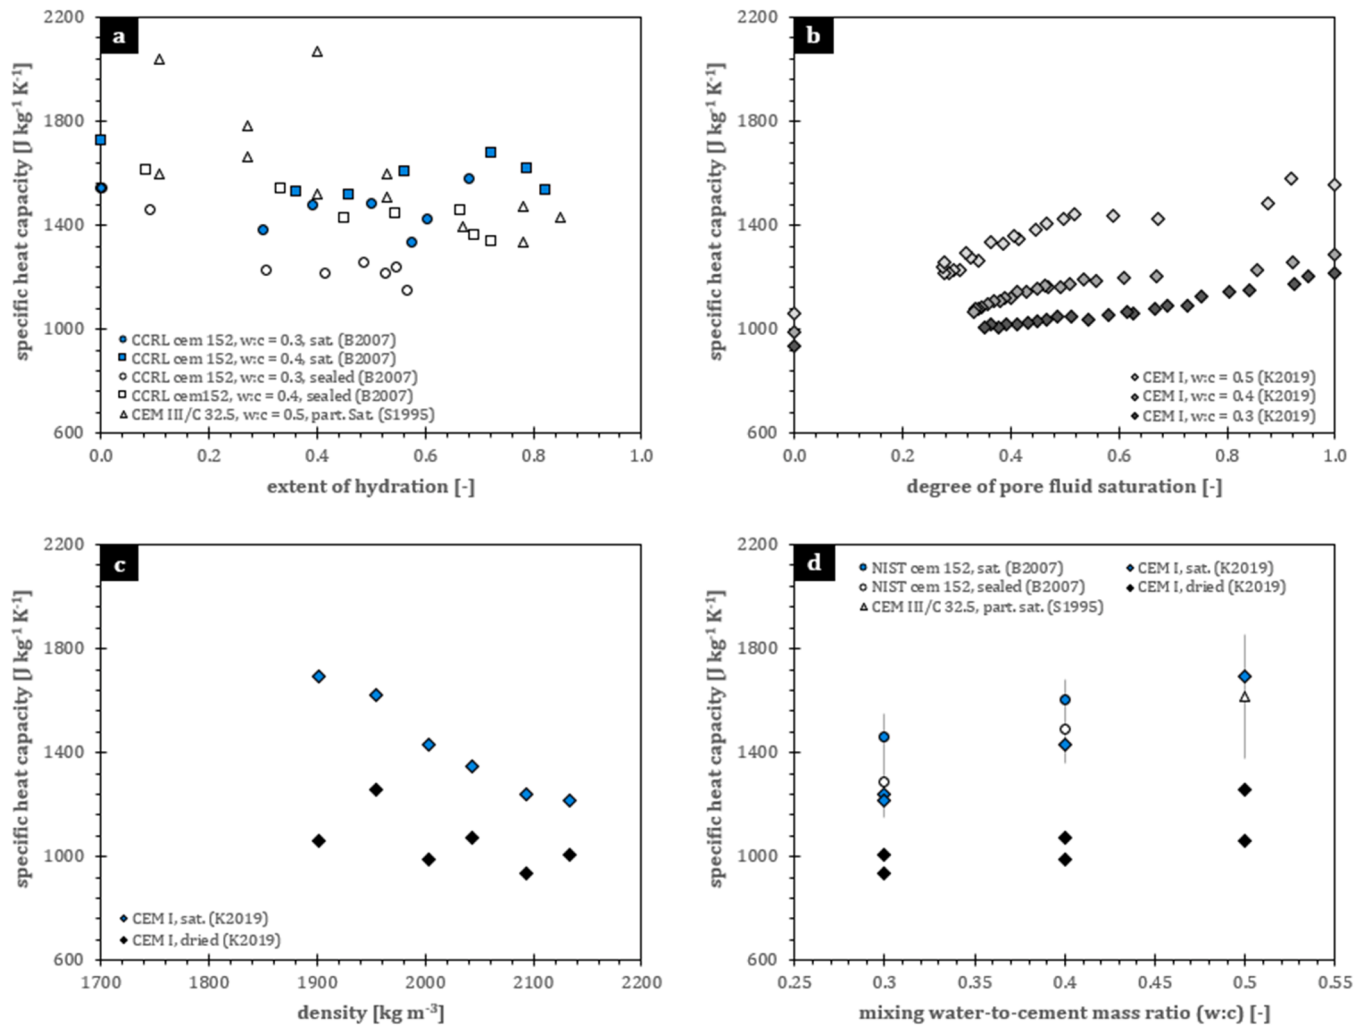 a
2200
1800
1400
1000
600
specific heat capacity [J kg⁻¹ K⁻¹]
CCRL cem 152, w:c = 0.3, sat. (B2007)
CCRL cem 152, w:c = 0.4, sat. (B2007)
CCRL cem 152, w:c = 0.3, sealed (B2007)
CCRL cem152, w:c = 0.4, sealed (B2007)
CEM III/C 32.5, w:c = 0.5, part. Sat. (S1995)
0.0 0.2 0.4 0.6 0.8 1.0
extent of hydration [-]
b
2200
1800
1400
1000
600
specific heat capacity [J kg⁻¹ K⁻¹]
CEM I, w:c = 0.5 (K2019)
CEM I, w:c = 0.4 (K2019)
CEM I, w:c = 0.3 (K2019)
0.0 0.2 0.4 0.6 0.8 1.0
degree of pore fluid saturation [-]
c
2200
1800
1400
1000
600
specific heat capacity [J kg⁻¹ K⁻¹]
CEM I, sat. (K2019)
CEM I, dried (K2019)
1700 1800 1900 2000 2100 2200
density [kg m⁻³]
d
2200
1800
1400
1000
600
specific heat capacity [J kg⁻¹ K⁻¹]
NIST cem 152, sat. (B2007)
NIST cem 152, sealed (B2007)
CEM III/C 32.5, part. sat. (S1995)
CEM I, sat. (K2019)
CEM I, dried (K2019)
0.25 0.3 0.35 0.4 0.45 0.5 0.55
mixing water-to-cement mass ratio (w:c) [-]